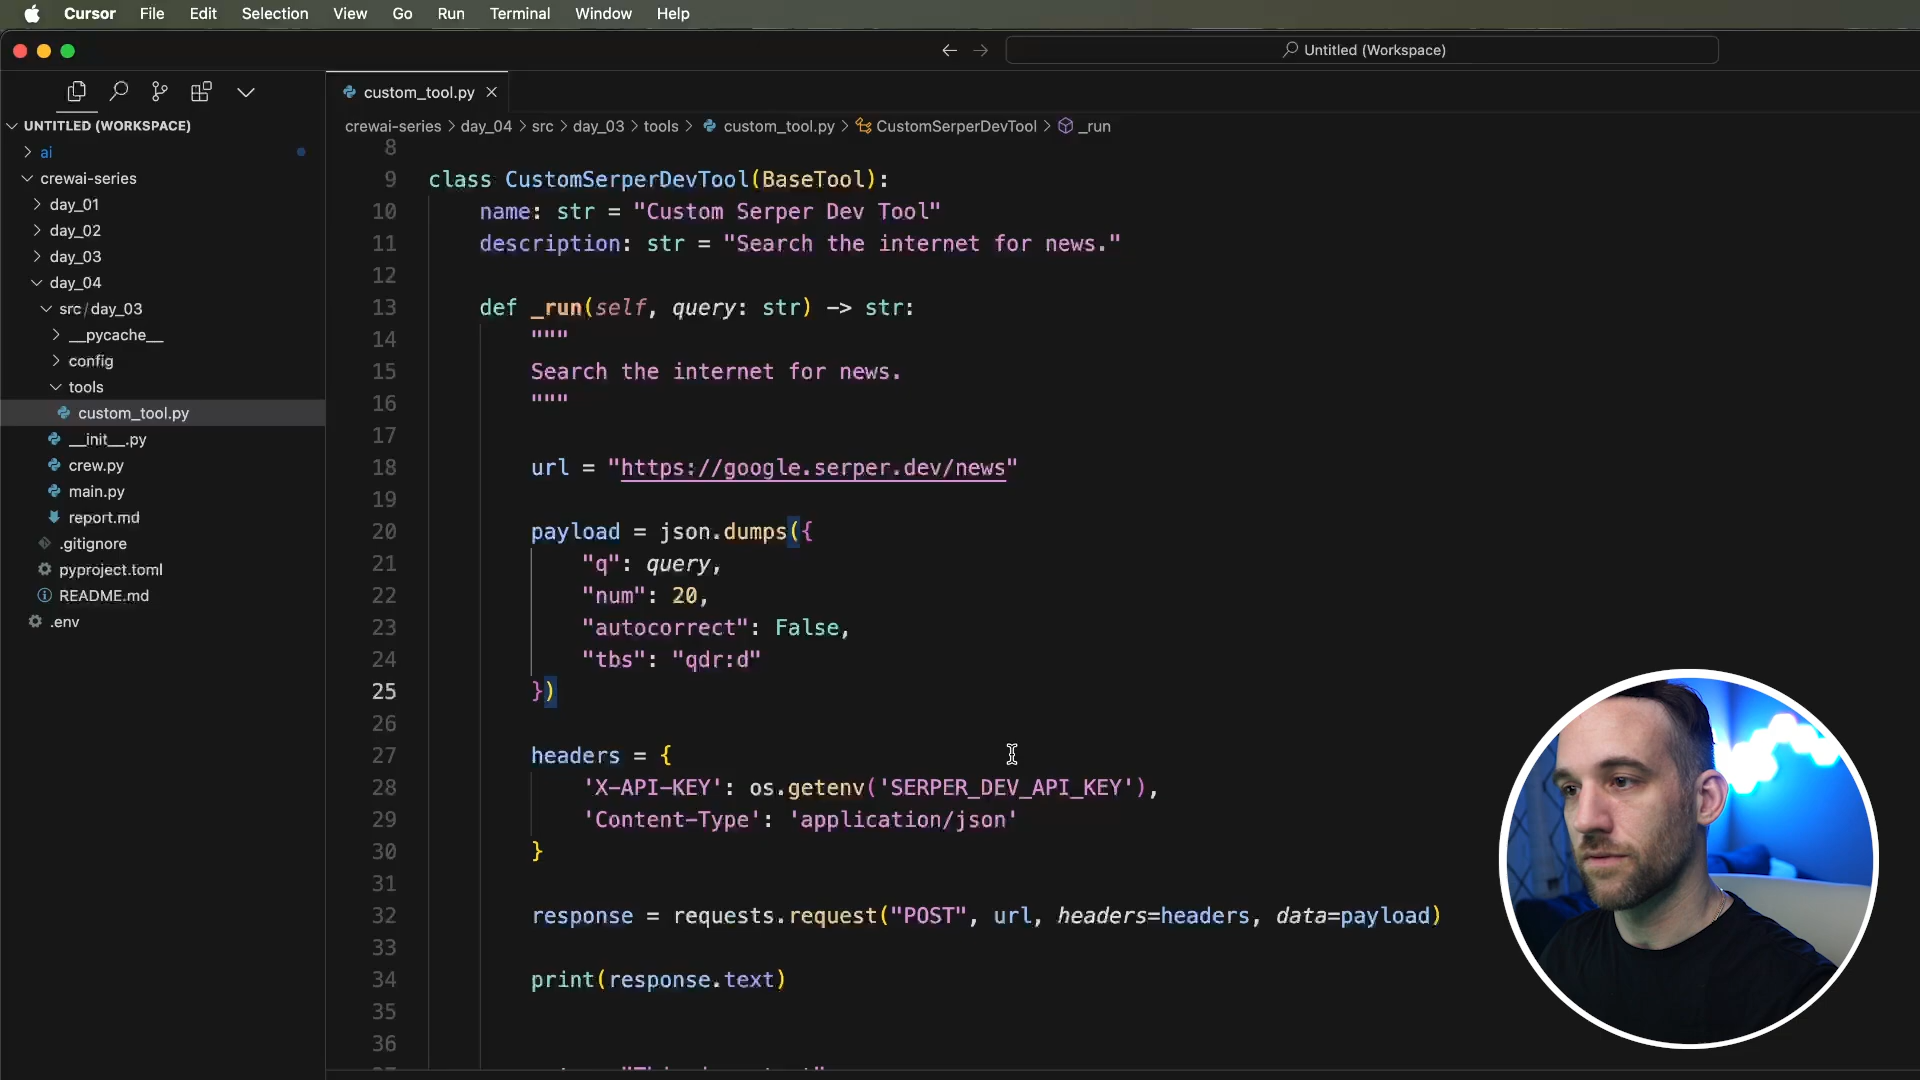 Cursor File Edit Selection View Go Run Terminal Window Help
Untitled (Workspace)
custom_tool.py
UNTITLED (WORKSPACE)
ai
crewai-series
day_01
day_02
day_03
day_04
src/day_03
__pycache__
config
tools
custom_tool.py
__init__.py
crew.py
main.py
report.md
.gitignore
pyproject.toml
README.md
.env
crewai-series > day_04 > src > day_03 > tools > custom_tool.py > CustomSerperDevTool > _run
8
9 class CustomSerperDevTool(BaseTool):
10 name: str = "Custom Serper Dev Tool"
11 description: str = "Search the internet for news."
12
13 def _run(self, query: str) -> str:
14 """
15 Search the internet for news.
16 """
17
18 url = "https://google.serper.dev/news"
19
20 payload = json.dumps({
21 "q": query,
22 "num": 20,
23 "autocorrect": False,
24 "tbs": "qdr:d"
25 })
26
27 headers = {
28 'X-API-KEY': os.getenv('SERPER_DEV_API_KEY'),
29 'Content-Type': 'application/json'
30 }
31
32 response = requests.request("POST", url, headers=headers, data=payload)
33
34 print(response.text)
35
36